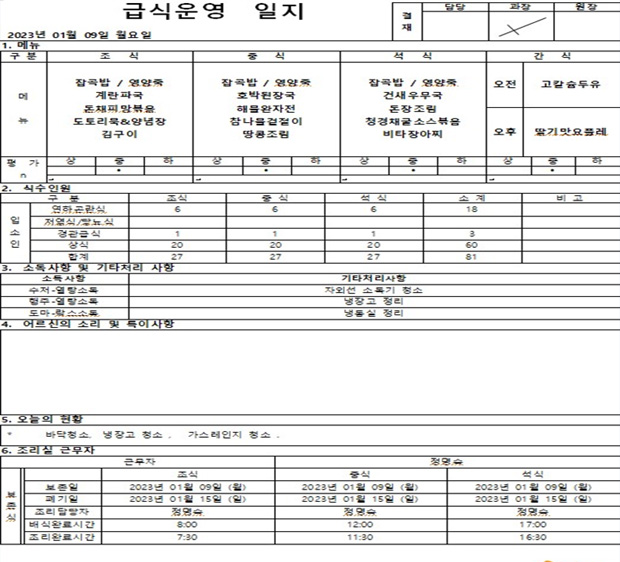 급식운영 일지
결재 담당 과장 원장
2023년 01월 09일 월요일
1. 메뉴
구 분 조 식 중 식 석 식 간 식
메뉴
잡곡밥 / 영양죽 잡곡밥 / 영양죽 잡곡밥 / 영양죽 오전 고칼슘두유
계란파국 호박된장국 건새우무국
돈채피망볶음 해물완자전 돈장조림
도토리묵&양념장 참나물겉절이 청경채굴소스볶음 오후 딸기맛요플레
김구이 땅콩조림 비타장아찌
평 가 상 중 하 상 중 하 상 중 하 상 중 하
n • • • •
2. 식수인원
구 분 조식 중 식 석 식 소 계 비 고
입소인
연하곤란식 6 6 6 18
저염식/당뇨식
경관급식 1 1 1 3
상식 20 20 20 60
합계 27 27 27 81
3. 소독사항 및 기타처리 사항
소독사항 기타처리사항
수저-열탕소독 자외선 소독기 청소
행주-열탕소독 냉장고 정리
도마-락스소독 냉동실 정리
4. 어르신의 소리 및 특이사항
5. 오늘의 현황
* 바닥청소, 냉장고 청소 , 가스레인지 청소 .
6. 조리실 근무자
근무자 정명숙
보존식
조식 중식 석식
보존일 2023년 01월 09일 (월) 2023년 01월 09일 (월) 2023년 01월 09일 (월)
폐기일 2023년 01월 15일 (일) 2023년 01월 15일 (일) 2023년 01월 15일 (일)
조리담당자 정명숙 정명숙 정명숙
배식완료시간 8:00 12:00 17:00
조리완료시간 7:30 11:30 16:30